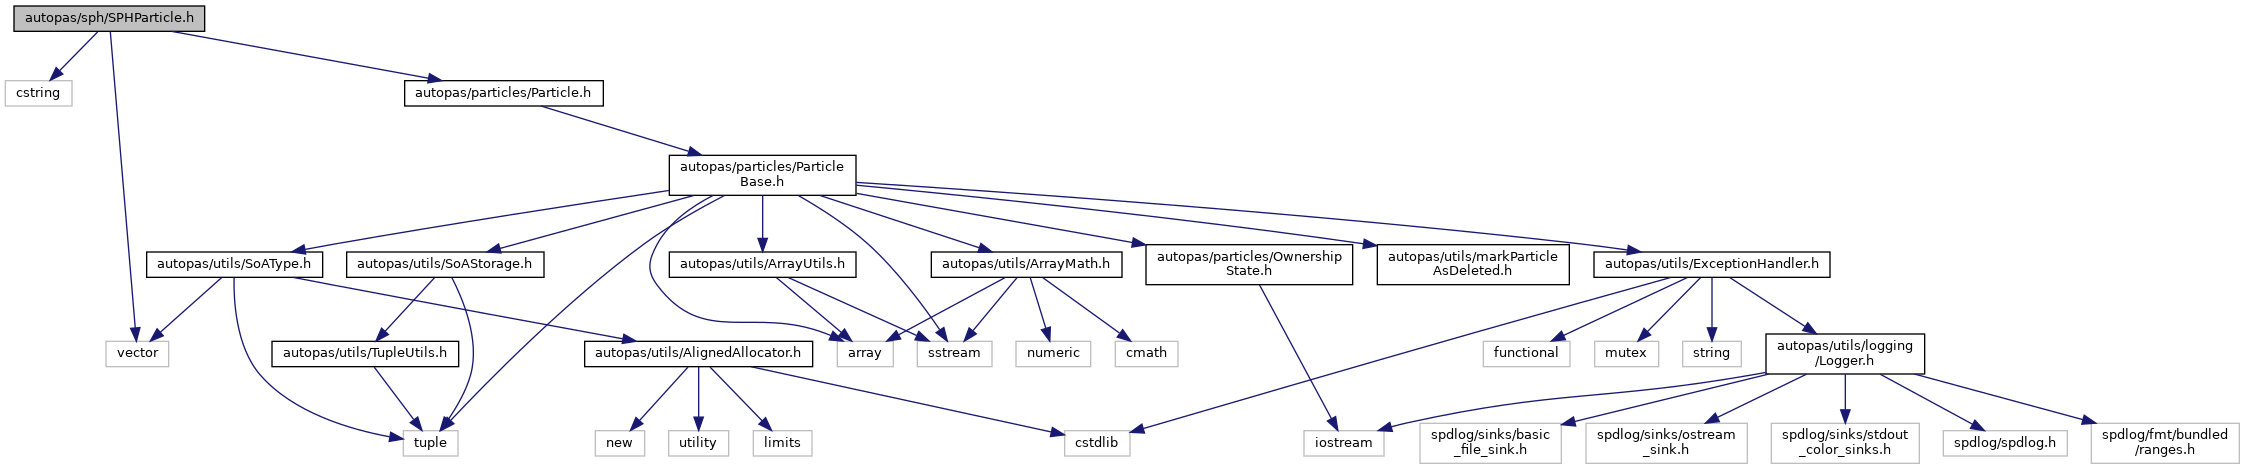 autopas/sph/SPHParticle.h
cstring
autopas/particles/Particle.h
autopas/particles/Particle
Base.h
autopas/utils/SoAType.h
autopas/utils/SoAStorage.h
autopas/utils/ArrayUtils.h
autopas/utils/ArrayMath.h
autopas/particles/Ownership
State.h
autopas/utils/markParticle
AsDeleted.h
autopas/utils/ExceptionHandler.h
vector
autopas/utils/TupleUtils.h
autopas/utils/AlignedAllocator.h
array
sstream
numeric
cmath
functional
mutex
string
autopas/utils/logging
/Logger.h
tuple
new
utility
limits
cstdlib
iostream
spdlog/sinks/basic
_file_sink.h
spdlog/sinks/ostream
_sink.h
spdlog/sinks/stdout
_color_sinks.h
spdlog/spdlog.h
spdlog/fmt/bundled
/ranges.h